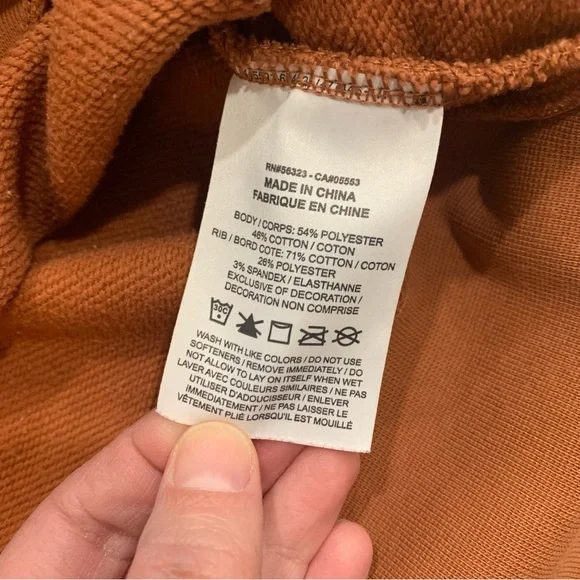 RN#56323 - CA#05553
MADE IN CHINA
FABRIQUE EN CHINE
BODY / CORPS: 54% POLYESTER
46% COTTON / COTON
RIB / BORD COTE: 71% COTTON / COTON
26% POLYESTER
3% SPANDEX / ELASTHANNE
EXCLUSIVE OF DECORATION /
DECORATION NON COMPRISE
30C
WASH WITH LIKE COLORS / DO NOT USE
SOFTENERS / REMOVE IMMEDIATELY / DO
NOT ALLOW TO LAY ON ITSELF WHEN WET
LAVER AVEC COULEURS SIMILAIRES / NE PAS
UTILISER D'ADOUCISSEUR / ENLEVER
IMMÉDIATEMENT / NE PAS LAISSER LE
VÊTEMENT PLIÉ LORSQU'IL EST MOUILLÉ